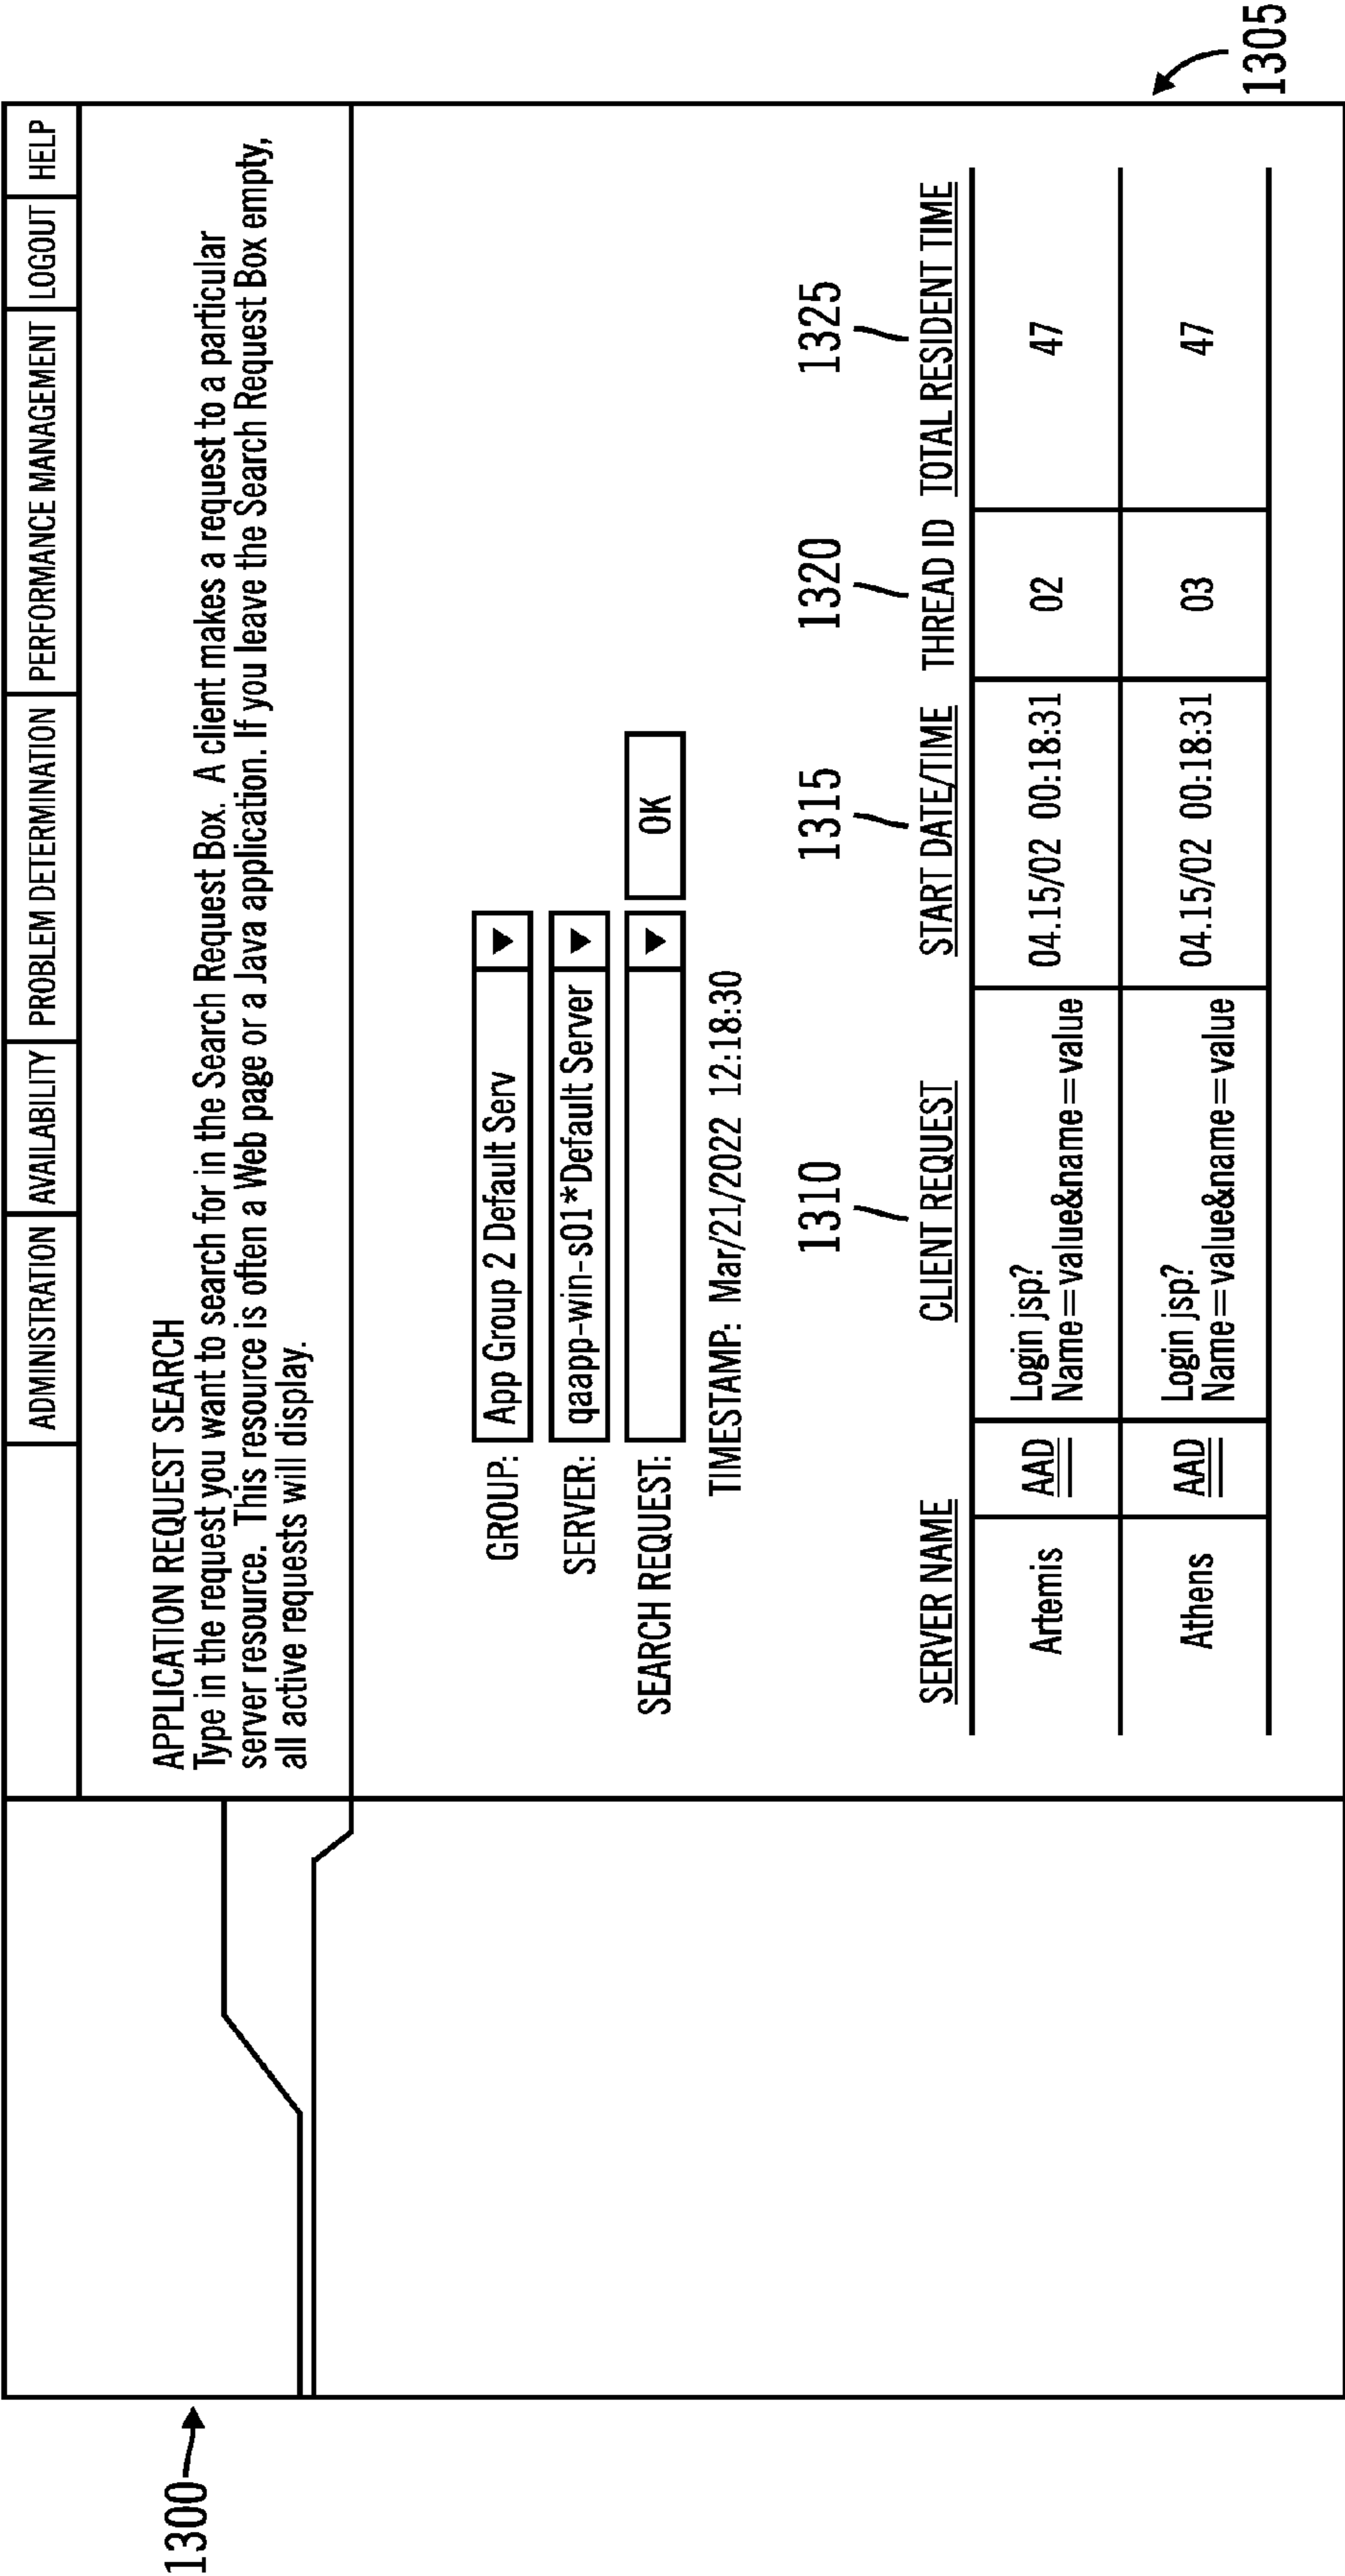 1300
ADMINISTRATION AVAILABILITY PROBLEM DETERMINATION PERFORMANCE MANAGEMENT LOGOUT HELP
APPLICATION REQUEST SEARCH
Type in the request you want to search for in the Search Request Box. A client makes a request to a particular
server resource. This resource is often a Web page or a Java application. If you leave the Search Request Box empty,
all active requests will display.
GROUP: App Group 2 Default Serv
SERVER: qaapp-win-s01*Default Server
SEARCH REQUEST: OK
TIMESTAMP: Mar/21/2022 12:18:30
1310 1315 1320 1325
SERVER NAME CLIENT REQUEST START DATE/TIME THREAD ID TOTAL RESIDENT TIME
Artemis AAD Login jsp? 04.15/02 00:18:31 02 47
Name=value&name=value
Athens AAD Login jsp? 04.15/02 00:18:31 03 47
Name=value&name=value
1305